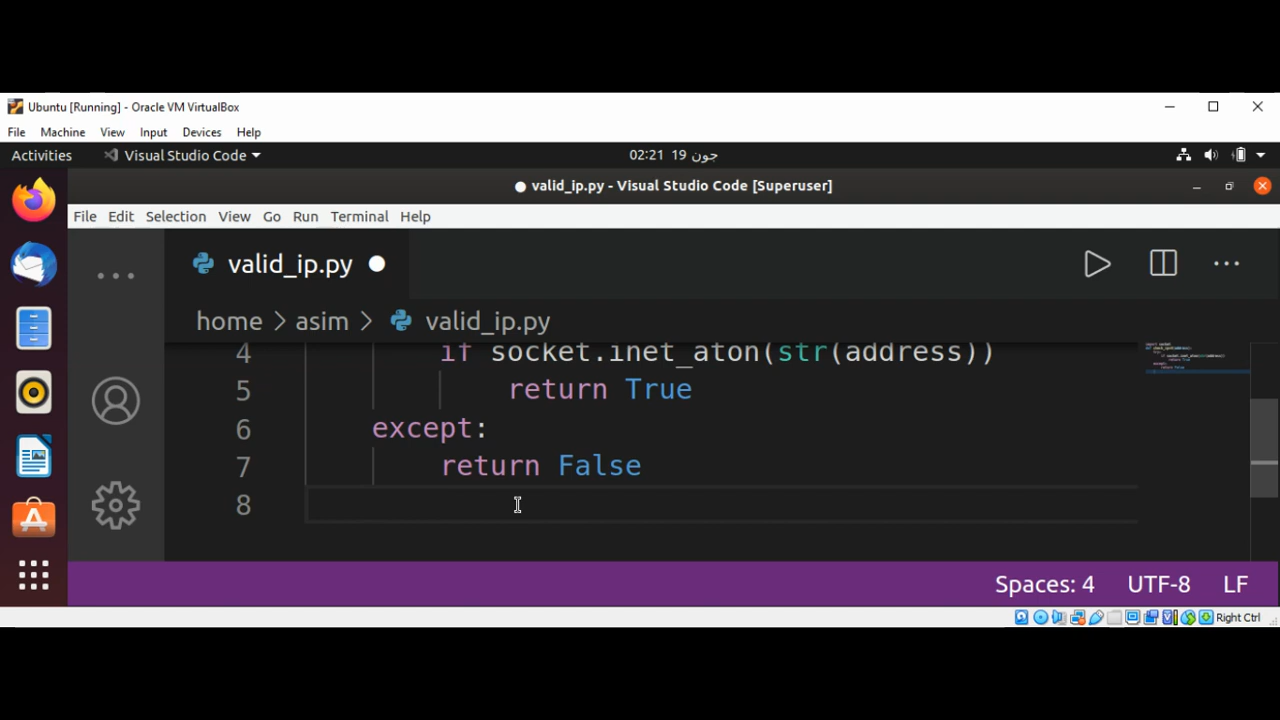 Ubuntu [Running] - Oracle VM VirtualBox
File Machine View Input Devices Help
Activities Visual Studio Code 02:21 19 جون
valid_ip.py - Visual Studio Code [Superuser]
File Edit Selection View Go Run Terminal Help
valid_ip.py
home > asim > valid_ip.py
4 if socket.inet_aton(str(address))
5 return True
6 except:
7 return False
8
Spaces: 4 UTF-8 LF
Right Ctrl